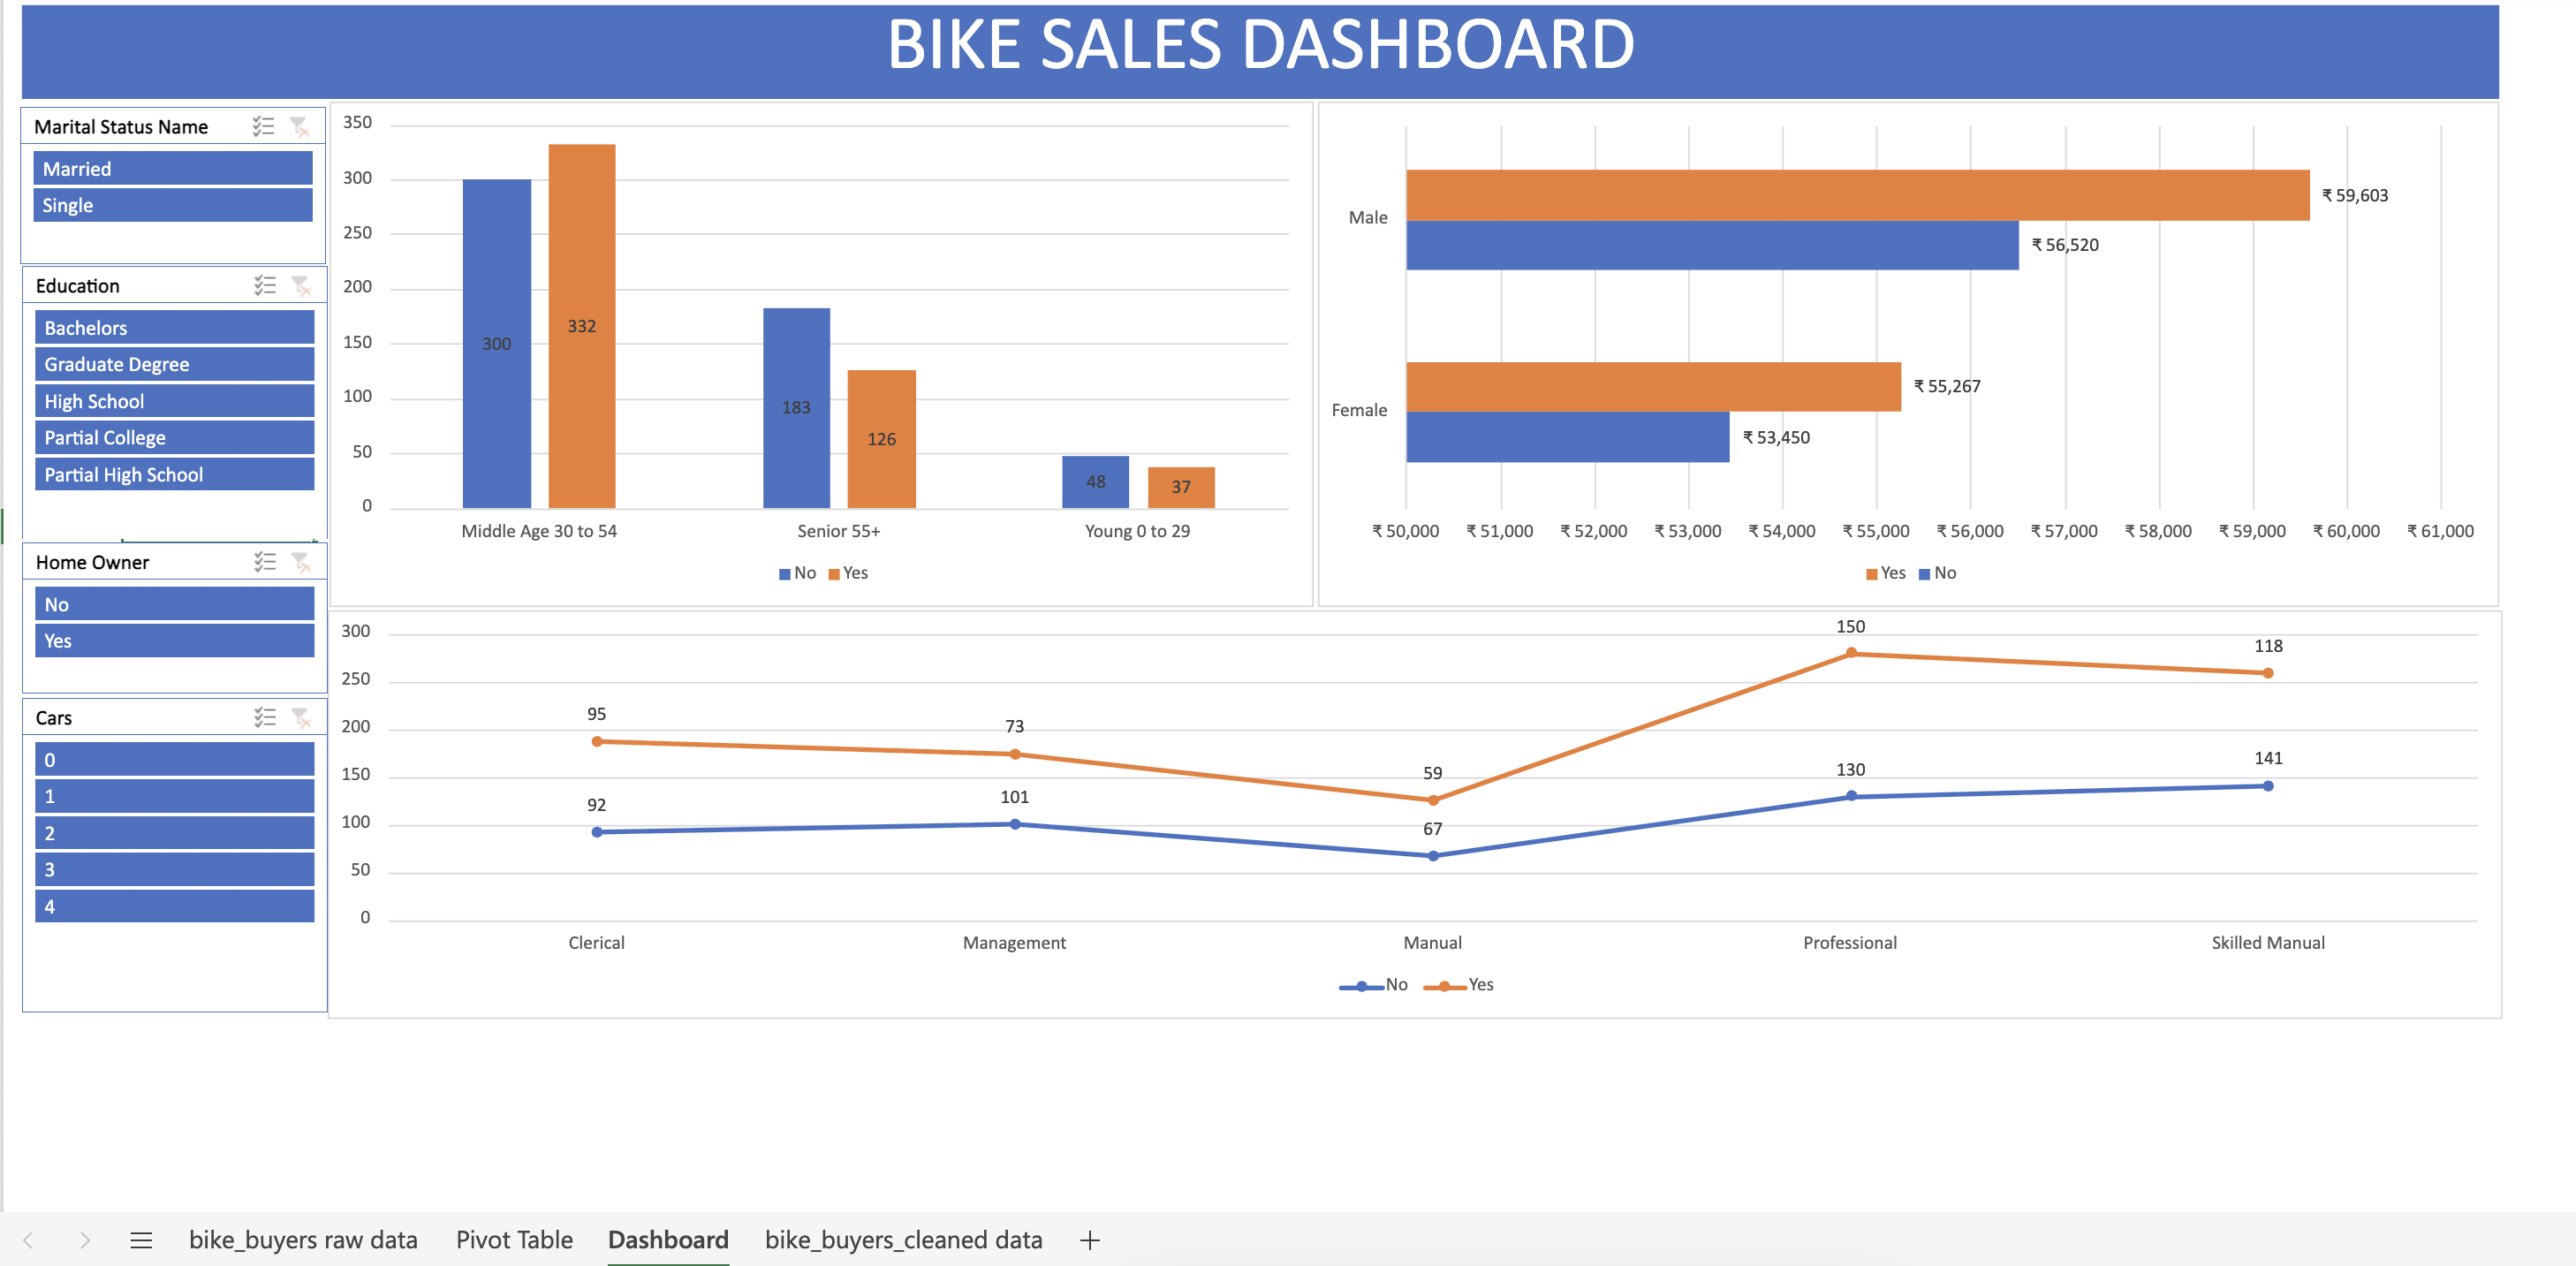 BIKE SALES DASHBOARD
Marital Status Name
Married
Single
Education
Bachelors
Graduate Degree
High School
Partial College
Partial High School
Home Owner
No
Yes
Cars
0
1
2
3
4
350
300
250
200
150
100
50
0
300
332
183
126
48
37
Middle Age 30 to 54 Senior 55+ Young 0 to 29
No Yes
Male
Female
₹ 59,603
₹ 56,520
₹ 55,267
₹ 53,450
₹ 50,000 ₹ 51,000 ₹ 52,000 ₹ 53,000 ₹ 54,000 ₹ 55,000 ₹ 56,000 ₹ 57,000 ₹ 58,000 ₹ 59,000 ₹ 60,000 ₹ 61,000
Yes No
300
250
200
150
100
50
0
95 73 59 150 118
92 101 67 130 141
Clerical Management Manual Professional Skilled Manual
No Yes
bike_buyers raw data Pivot Table Dashboard bike_buyers_cleaned data